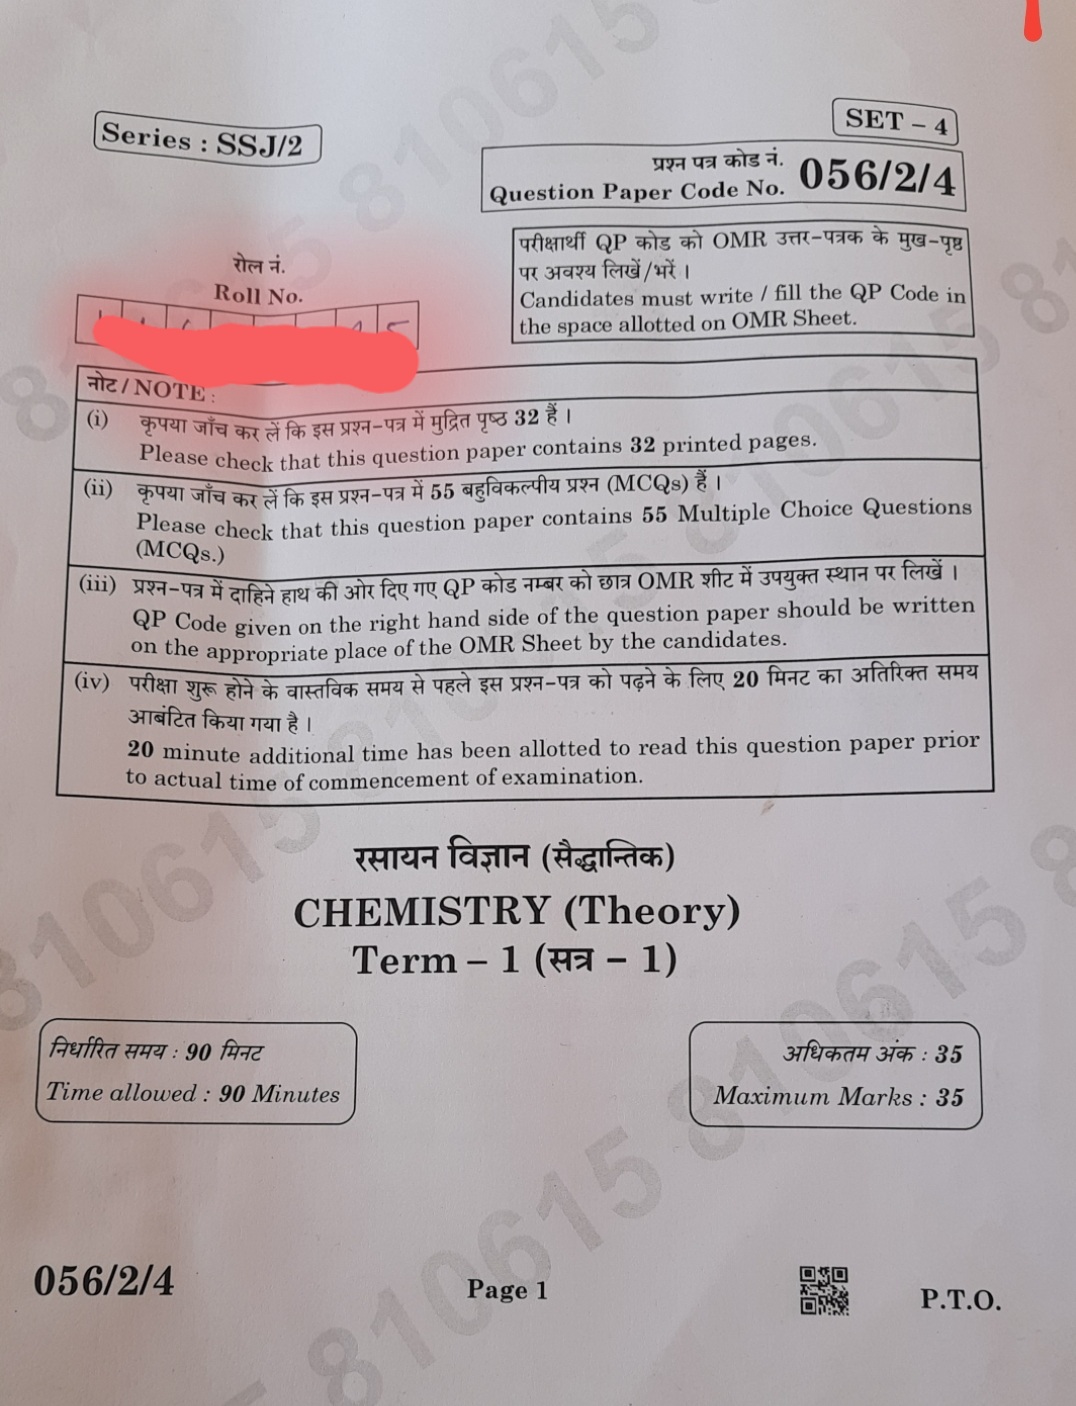 SET – 4
Series : SSJ/2
प्रश्न पत्र कोड नं.
Question Paper Code No. 056/2/4
रोल नं.
Roll No.
परीक्षार्थी QP कोड को OMR उत्तर-पत्रक के मुख-पृष्ठ
पर अवश्य लिखें/भरें ।
Candidates must write / fill the QP Code in
the space allotted on OMR Sheet.
नोट / NOTE :
(i) कृपया जाँच कर लें कि इस प्रश्न-पत्र में मुद्रित पृष्ठ 32 हैं ।
Please check that this question paper contains 32 printed pages.
(ii) कृपया जाँच कर लें कि इस प्रश्न-पत्र में 55 बहुविकल्पीय प्रश्न (MCQs) हैं ।
Please check that this question paper contains 55 Multiple Choice Questions
(MCQs.)
(iii) प्रश्न-पत्र में दाहिने हाथ की ओर दिए गए QP कोड नम्बर को छात्र OMR शीट में उपयुक्त स्थान पर लिखें ।
QP Code given on the right hand side of the question paper should be written
on the appropriate place of the OMR Sheet by the candidates.
(iv) परीक्षा शुरू होने के वास्तविक समय से पहले इस प्रश्न-पत्र को पढ़ने के लिए 20 मिनट का अतिरिक्त समय
आबंटित किया गया है ।
20 minute additional time has been allotted to read this question paper prior
to actual time of commencement of examination.
रसायन विज्ञान (सैद्धान्तिक)
CHEMISTRY (Theory)
Term – 1 (सत्र – 1)
निर्धारित समय : 90 मिनट
Time allowed : 90 Minutes
अधिकतम अंक : 35
Maximum Marks : 35
056/2/4
Page 1
P.T.O.